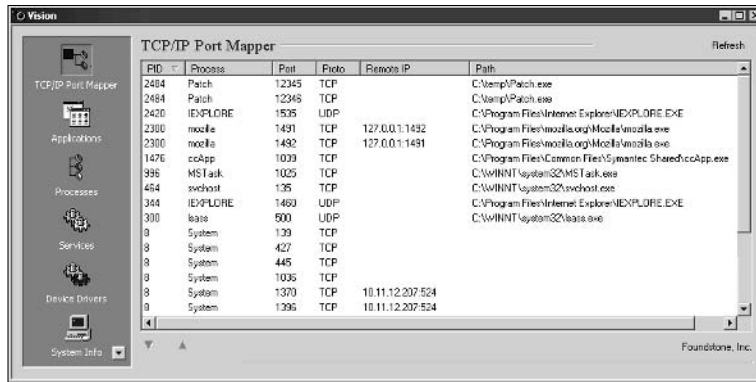 Vision
TCP/IP Port Mapper
Refresh
TCP/IP Port Mapper
Applications
Processes
Services
Device Drivers
System Info
PID Process Port Proto Remote IP Path
2484 Patch 12345 TCP C:\temp\Patch.exe
2484 Patch 12346 TCP C:\temp\Patch.exe
2420 IEXPLORE 1535 UDP C:\Program Files\Internet Explorer\IEXPLORE.EXE
2300 mozilla 1491 TCP 127.0.0.1:1492 C:\Program Files\mozilla.org\Mozilla\mozilla.exe
2300 mozilla 1492 TCP 127.0.0.1:1491 C:\Program Files\mozilla.org\Mozilla\mozilla.exe
1476 ccApp 1039 TCP C:\Program Files\Common Files\Symantec Shared\ccApp.exe
996 MSTask 1025 TCP C:\WINNT\system32\MSTask.exe
464 svchost 135 TCP C:\WINNT\system32\svchost.exe
344 IEXPLORE 1460 UDP C:\Program Files\Internet Explorer\IEXPLORE.EXE
300 lsass 500 UDP C:\WINNT\system32\lsass.exe
8 System 139 TCP
8 System 427 TCP
8 System 445 TCP
8 System 1036 TCP
8 System 1370 TCP 10.11.12.207:524
8 System 1396 TCP 10.11.12.207:524
Foundstone, Inc.